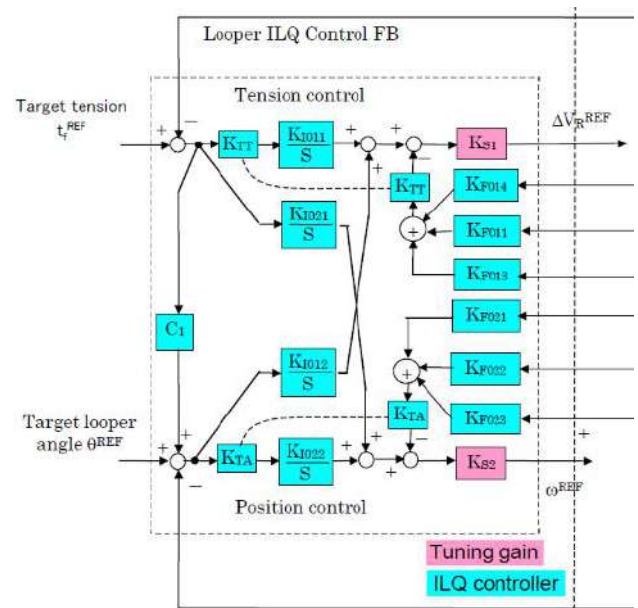 Looper ILQ Control FB
Tension control
Target tension
t_f^REF
+
−
K_TT
K_I011
S
+
+
+
−
K_S1
ΔV_R^REF
K_TT
K_F014
K_I021
S
+
K_F011
K_F013
C_1
K_F021
K_I012
S
+
K_F022
K_TA
K_F023
Target looper
angle θ^REF
+
+
−
K_TA
K_I022
S
+
+
+
−
K_S2
+
ω^REF
Position control
Tuning gain
ILQ controller